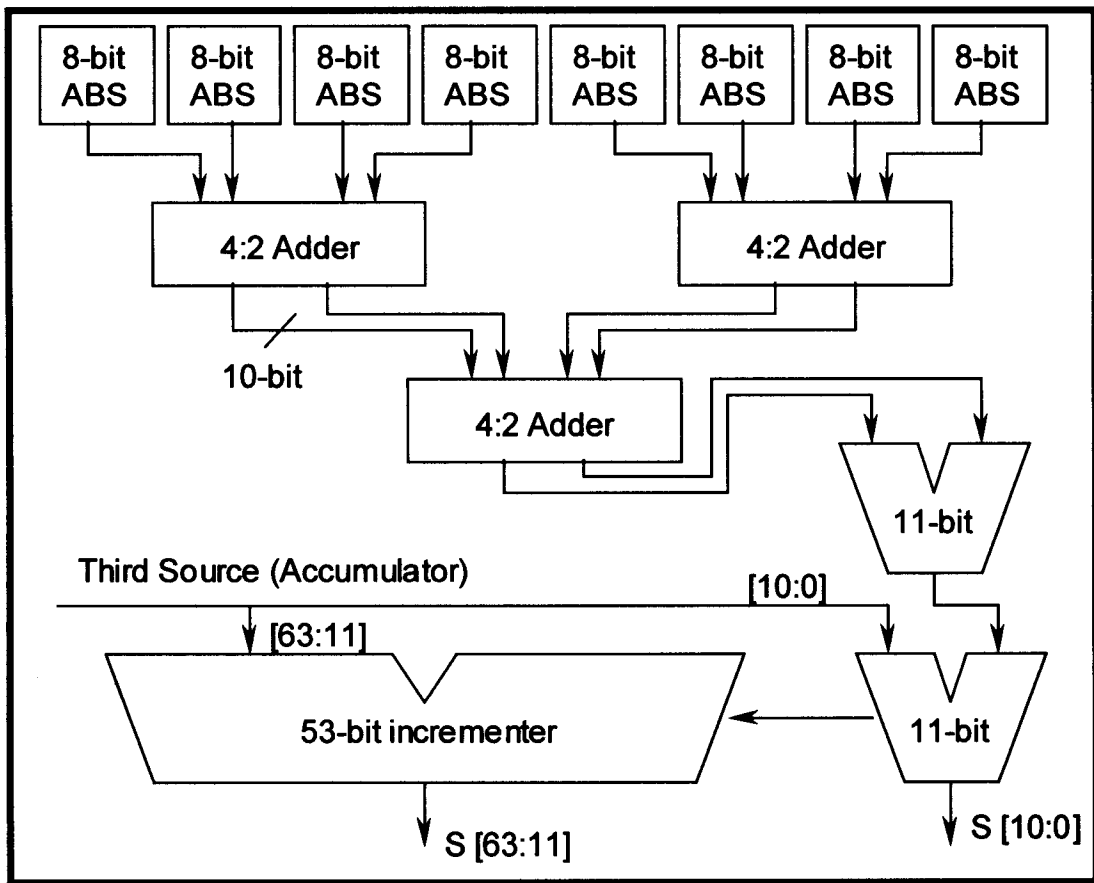 8-bit ABS
8-bit ABS
8-bit ABS
8-bit ABS
8-bit ABS
8-bit ABS
8-bit ABS
8-bit ABS
4:2 Adder
4:2 Adder
10-bit
4:2 Adder
11-bit
Third Source (Accumulator)
[10:0]
[63:11]
53-bit incrementer
11-bit
S [63:11]
S [10:0]